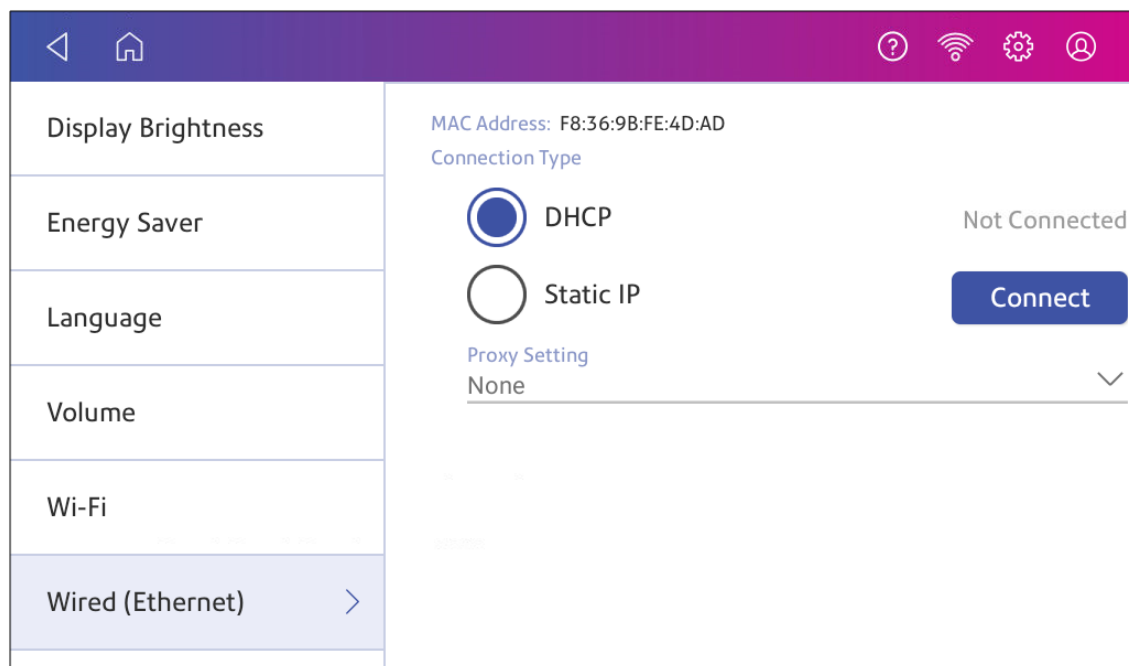 Display Brightness
Energy Saver
Language
Volume
Wi-Fi
Wired (Ethernet)
MAC Address: F8:36:9B:FE:4D:AD
Connection Type
DHCP
Not Connected
Static IP
Connect
Proxy Setting
None